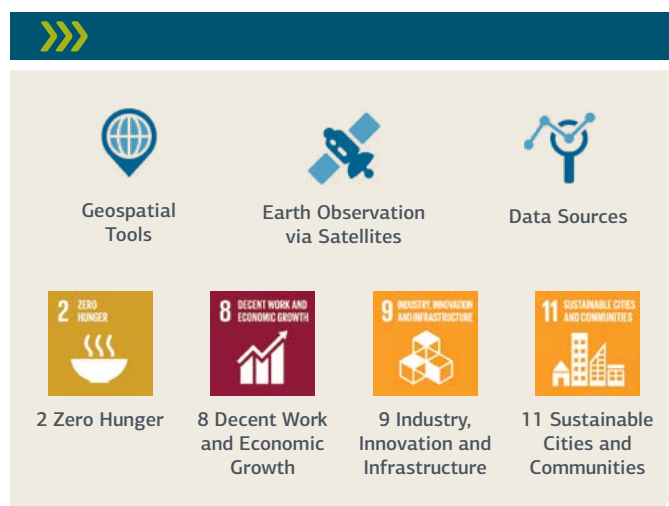 Geospatial
Tools
Earth Observation
via Satellites
Data Sources
2 ZERO
HUNGER
8 DECENT WORK AND
ECONOMIC GROWTH
9 INDUSTRY, INNOVATION
AND INFRASTRUCTURE
11 SUSTAINABLE CITIES
AND COMMUNITIES
2 Zero Hunger
8 Decent Work
and Economic
Growth
9 Industry,
Innovation and
Infrastructure
11 Sustainable
Cities and
Communities